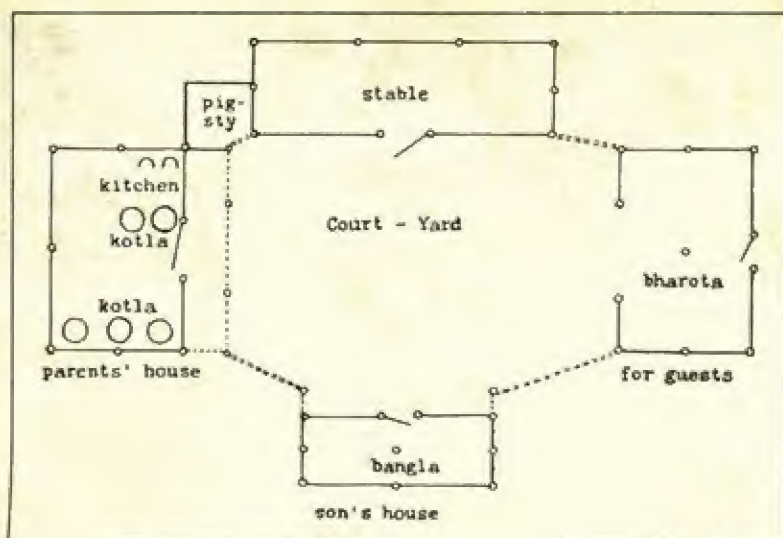 stable
pig-
sty
kitchen
kotla
Court - Yard
kotla
bharota
parents' house
for guests
bangla
son's house